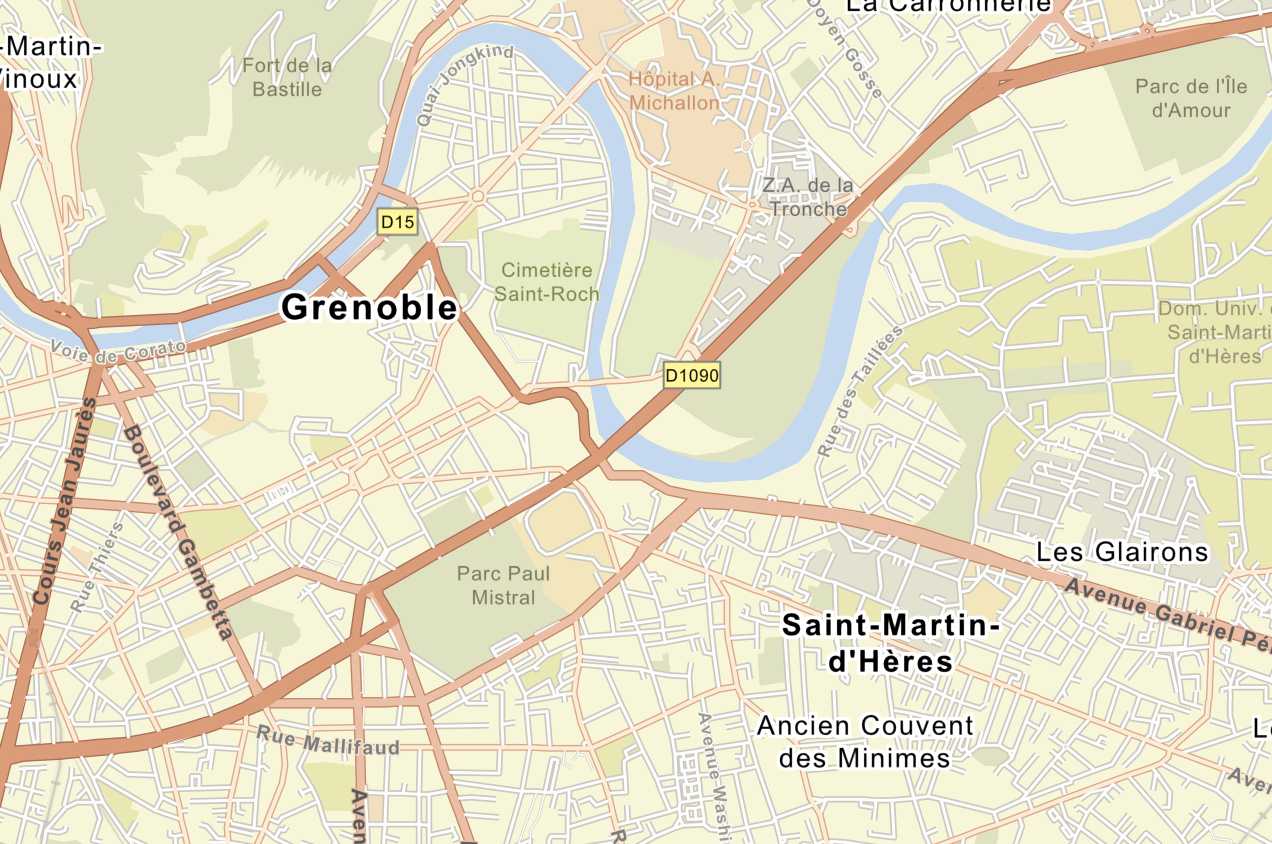 La Carronnerie
-Martin-
Vinoux
Fort de la
Bastille
Quai Jongkind
Hôpital A.
Michallon
Doyen Gosse
Parc de l'Île
d'Amour
Z.A. de la
Tronche
D15
Cimetière
Saint-Roch
Grenoble
Voie de Corato
D1090
Rue des Taillées
Dom. Univ.
Saint-Marti
d'Hères
Cours Jean Jaurès
Boulevard Gambetta
Rue Thiers
Parc Paul
Mistral
Les Glairons
Avenue Gabriel Pé
Saint-Martin-
d'Hères
Ancien Couvent
des Minimes
Rue Mallifaud
Avenue Washi
Aven
Aven